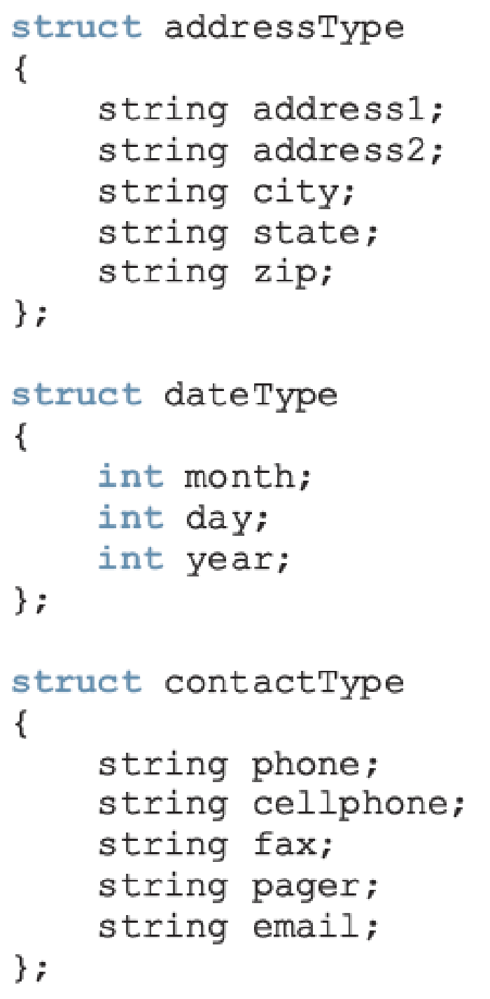 struct addressType
{
string address1;
string address2;
string city;
string state;
string zip;
};
struct dateType
{
int month;
int day;
int year;
};
struct contactType
{
string phone;
string cellphone;
string fax;
string pager;
string email;
};